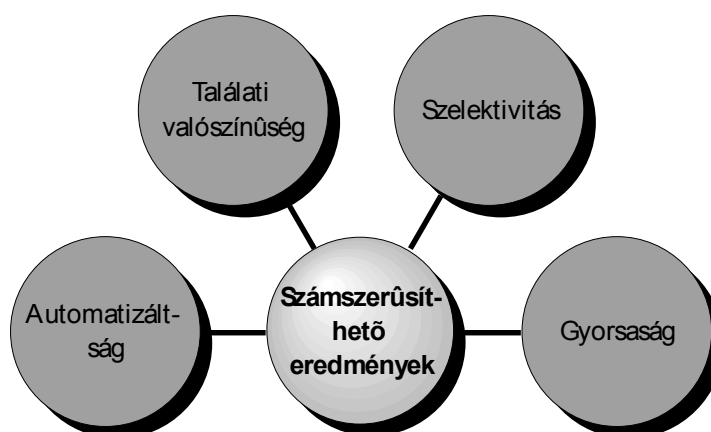 Találati
valószínûség
Szelektivitás
Automatizált-
ság
Számszerûsít-
hetõ
eredmények
Gyorsaság